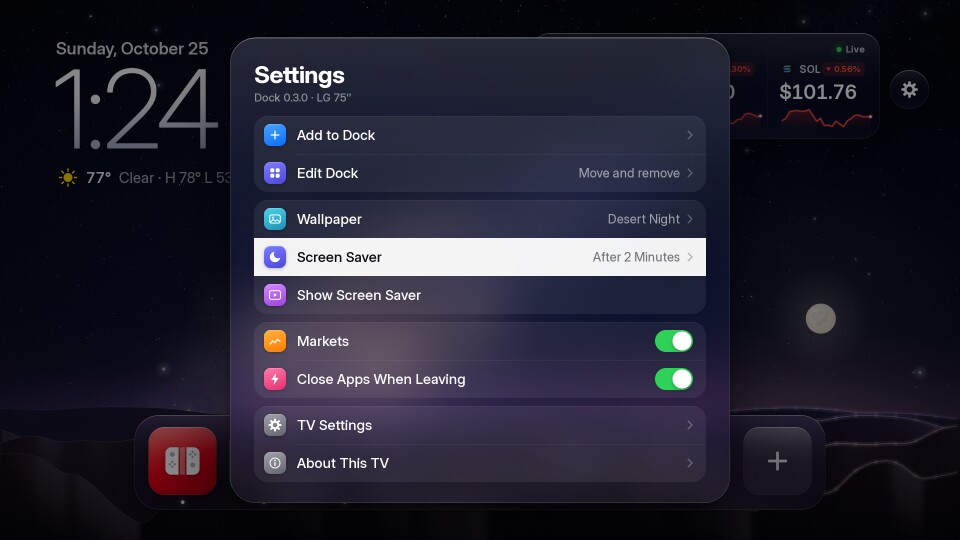 Sunday, October 25
1:24
77° Clear · H 78° L 53
Live
.30%
SOL 0.56%
0
$101.76
Settings
Dock 0.3.0 · LG 75"
Add to Dock
Edit Dock Move and remove
Wallpaper Desert Night
Screen Saver After 2 Minutes
Show Screen Saver
Markets
Close Apps When Leaving
TV Settings
About This TV